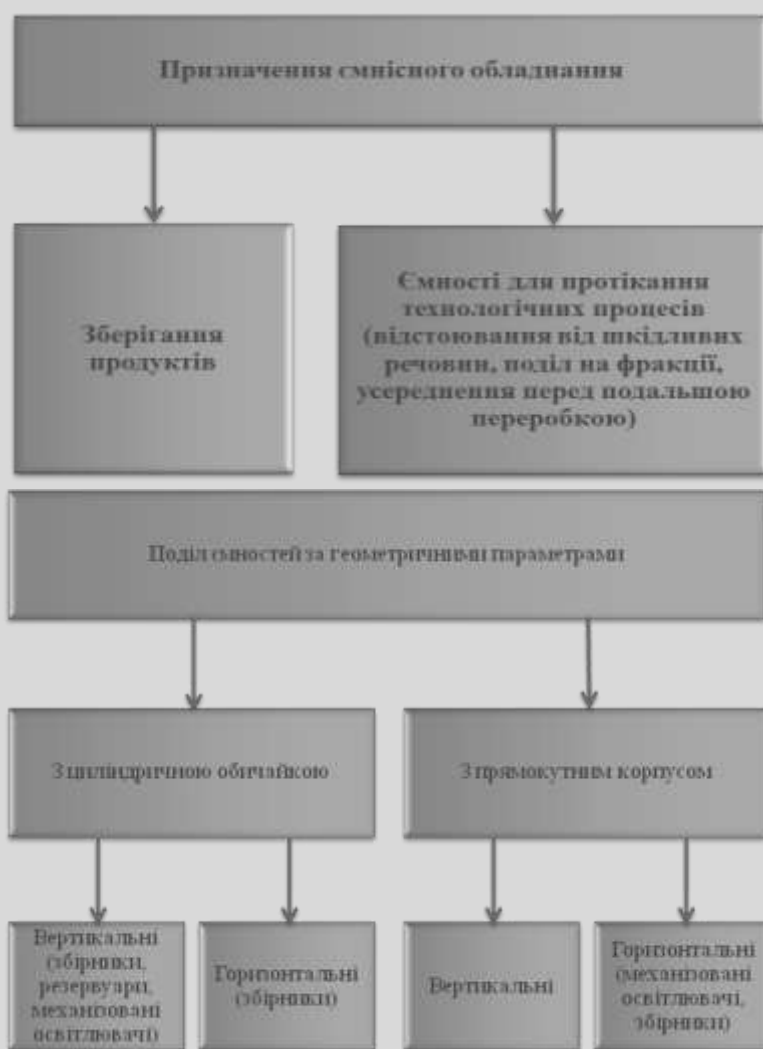 Призначення ємнісного обладнання
Зберігання
продуктів
Ємності для протікання
технологічних процесів
(відстоювання від шкідливих
речовин, поділ на фракції,
усереднення перед подальшою
переробкою)
Поділ ємностей за геометричними параметрами
З циліндричною обичайкою
З прямокутним корпусом
Вертикальні
(збірники,
резервуари,
механізовані
освітлювачі)
Горизонтальні
(збірники)
Вертикальні
Горизонтальні
(механізовані
освітлювачі,
збірники)